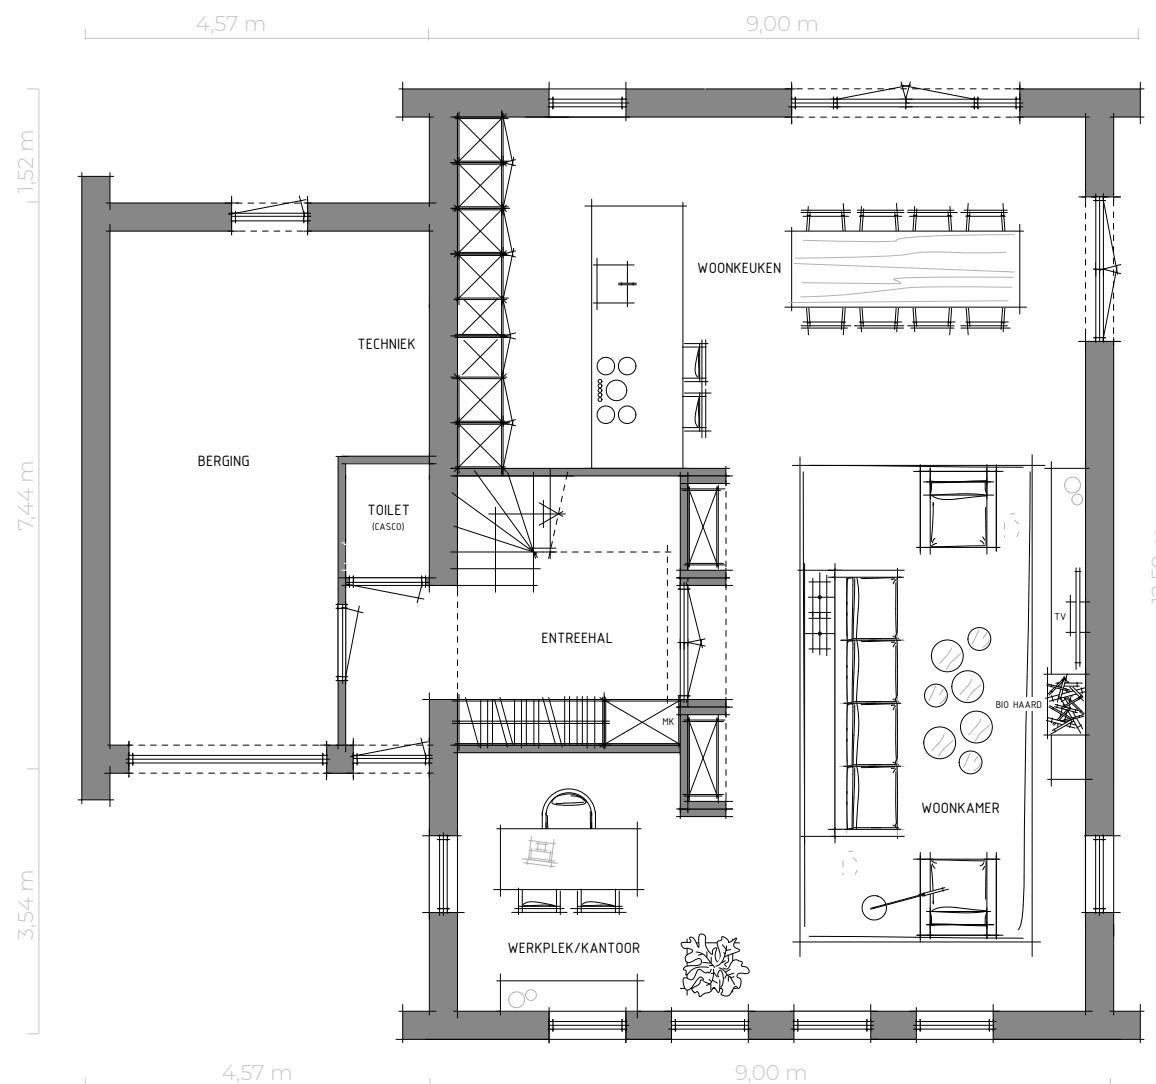 4,57 m
9,00 m
1,52 m
WOONKEUKEN
TECHNIEK
BERGING
7,44 m
TOILET
(CASCO)
TV
ENTREEHAL
BIO HAARD
MK
WOONKAMER
3,54 m
WERKPLEK/KANTOOR
4,57 m
9,00 m